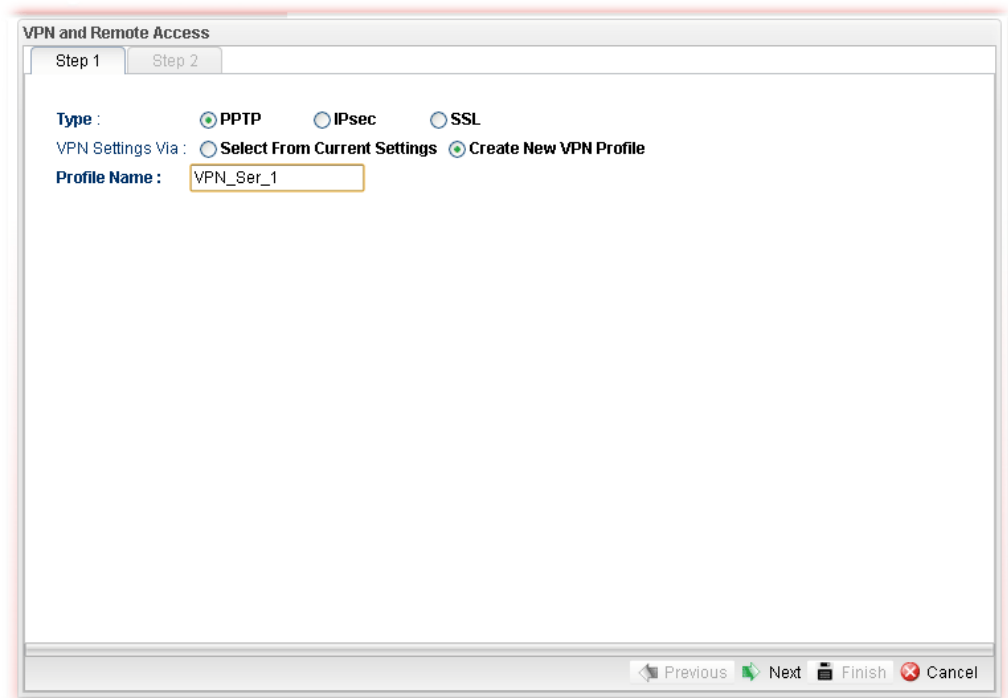 VPN and Remote Access
Step 1 Step 2
Type : PPTP IPsec SSL
VPN Settings Via : Select From Current Settings Create New VPN Profile
Profile Name : VPN_Ser_1
Previous Next Finish Cancel